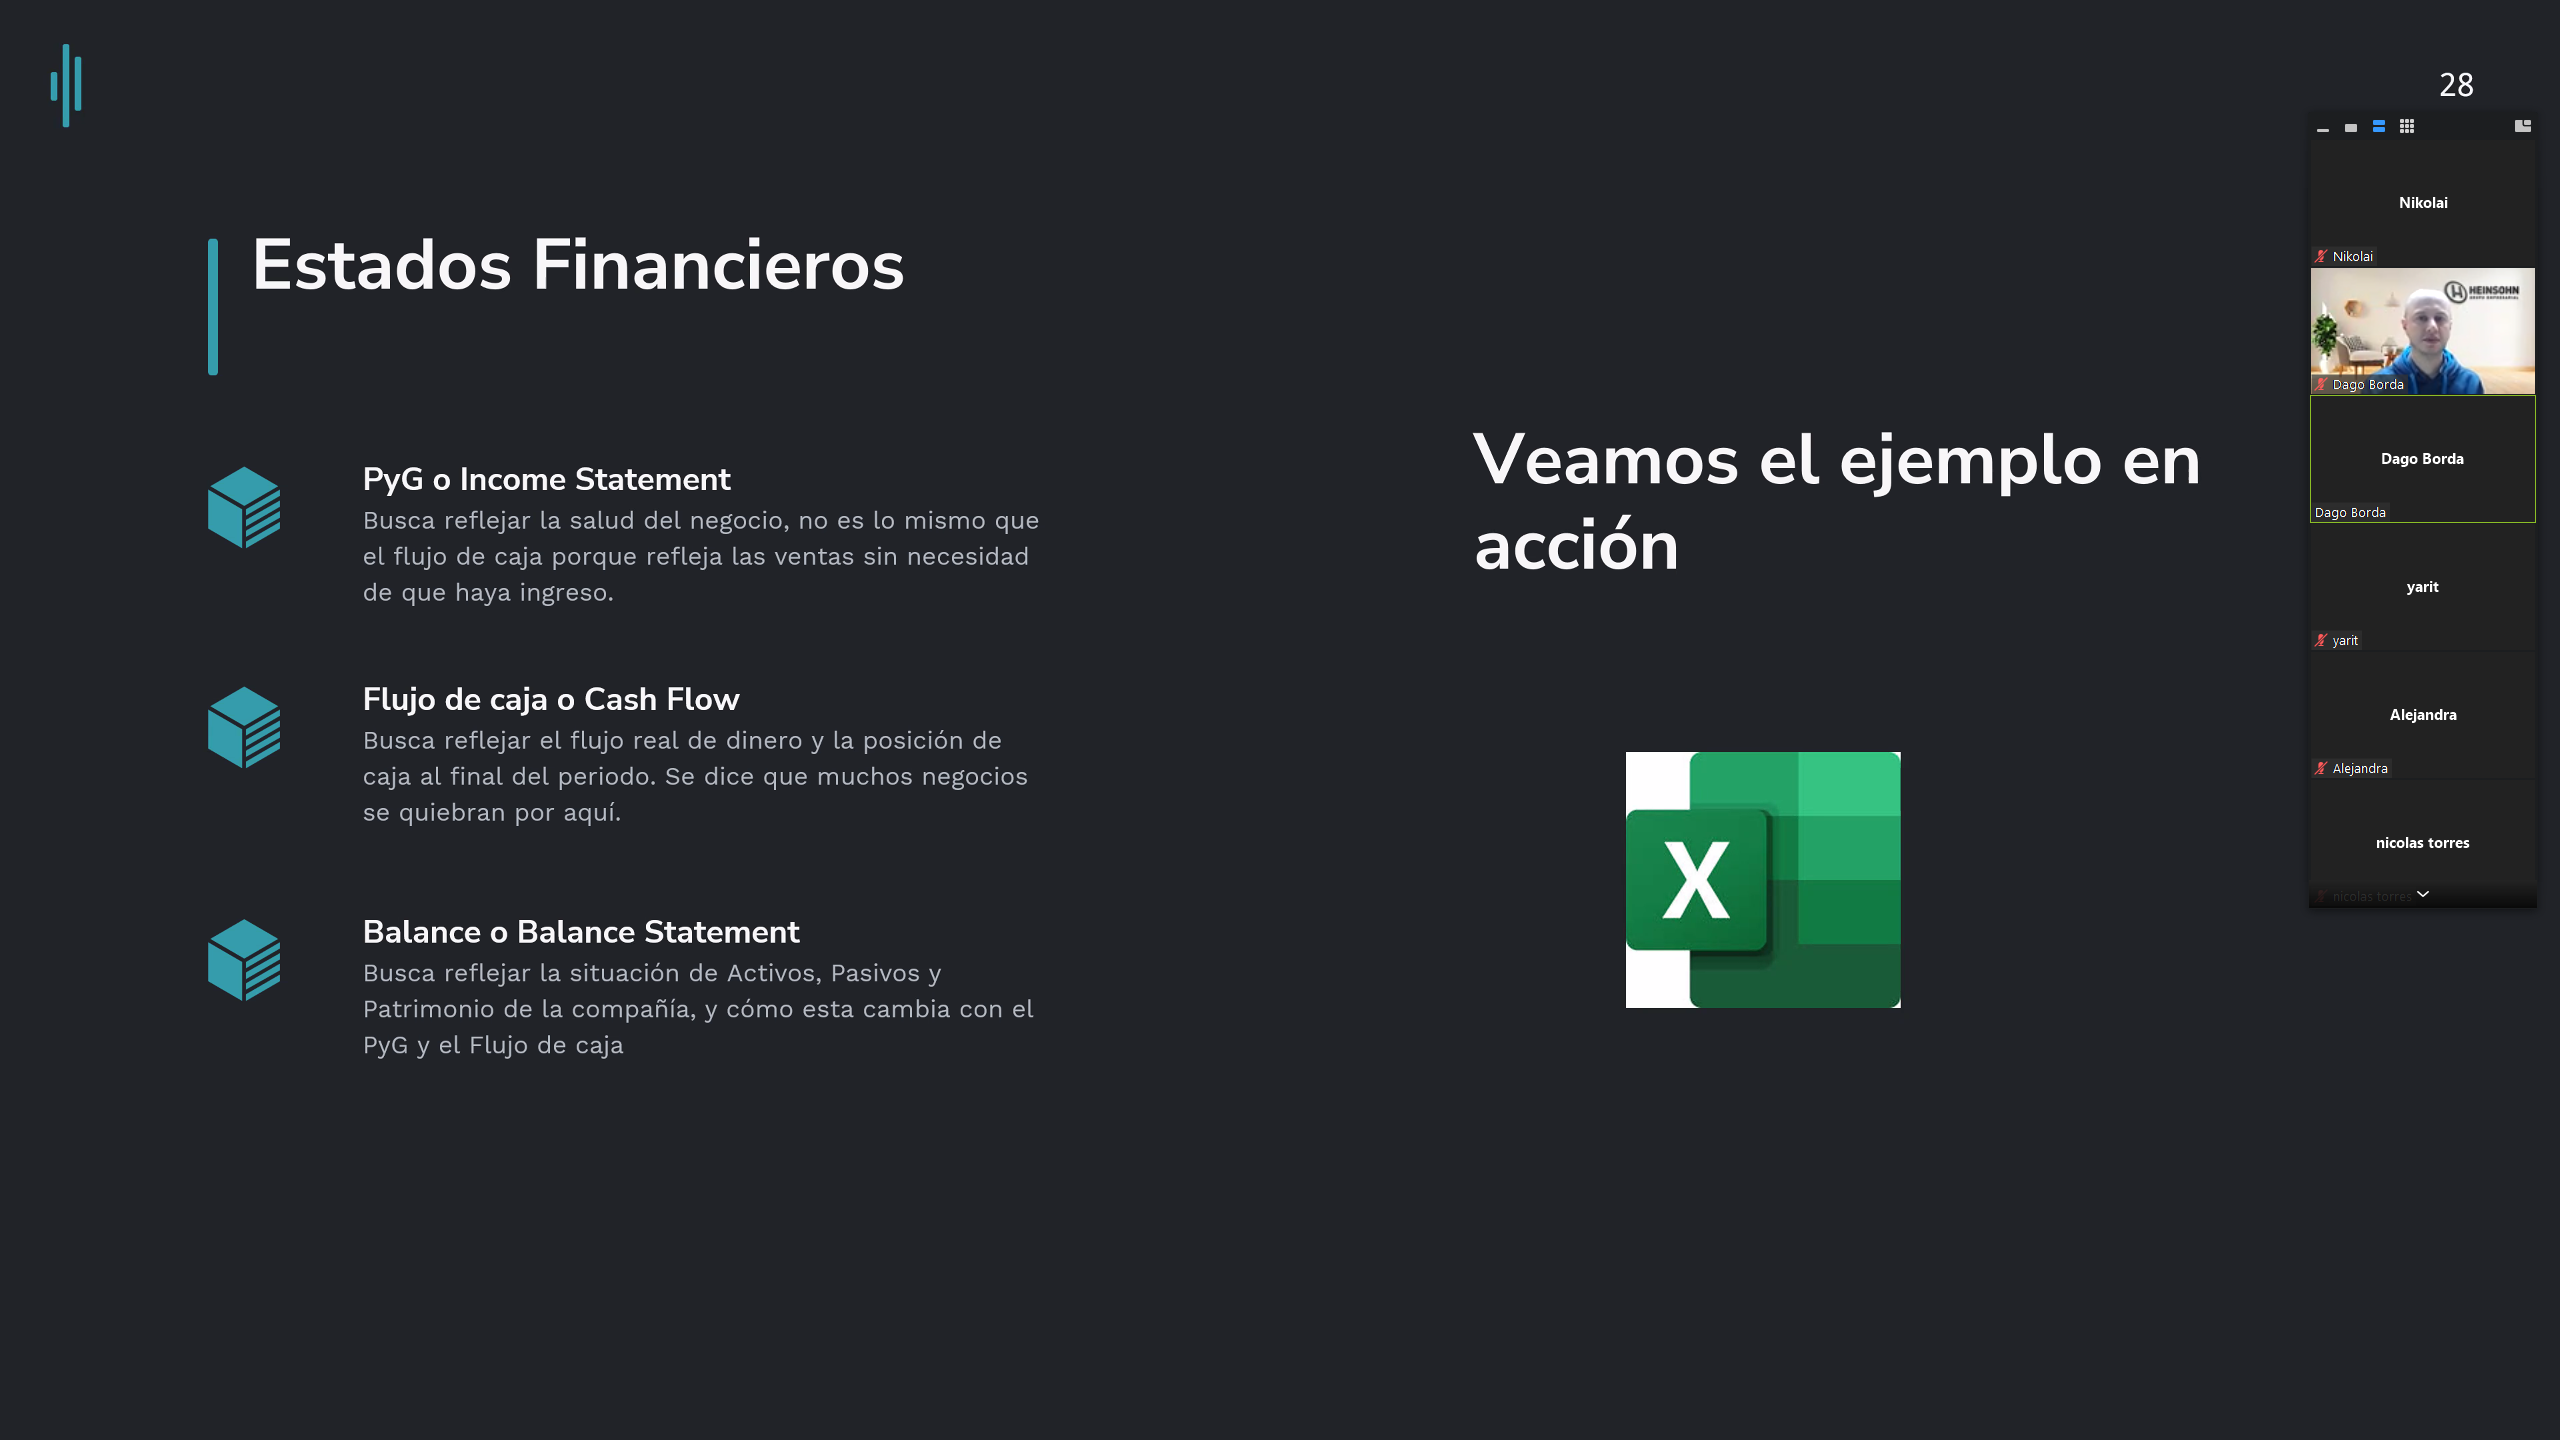 28
Estados Financieros
PyG o Income Statement
Busca reflejar la salud del negocio, no es lo mismo que
el flujo de caja porque refleja las ventas sin necesidad
de que haya ingreso.
Flujo de caja o Cash Flow
Busca reflejar el flujo real de dinero y la posición de
caja al final del periodo. Se dice que muchos negocios
se quiebran por aquí.
Balance o Balance Statement
Busca reflejar la situación de Activos, Pasivos y
Patrimonio de la compañía, y cómo esta cambia con el
PyG y el Flujo de caja
Veamos el ejemplo en
acción
X
Nikolai
Nikolai
HEINSOHN
GRUPO EMPRESARIAL
Dago Borda
Dago Borda
Dago Borda
yarit
yarit
Alejandra
Alejandra
nicolas torres
nicolas torres